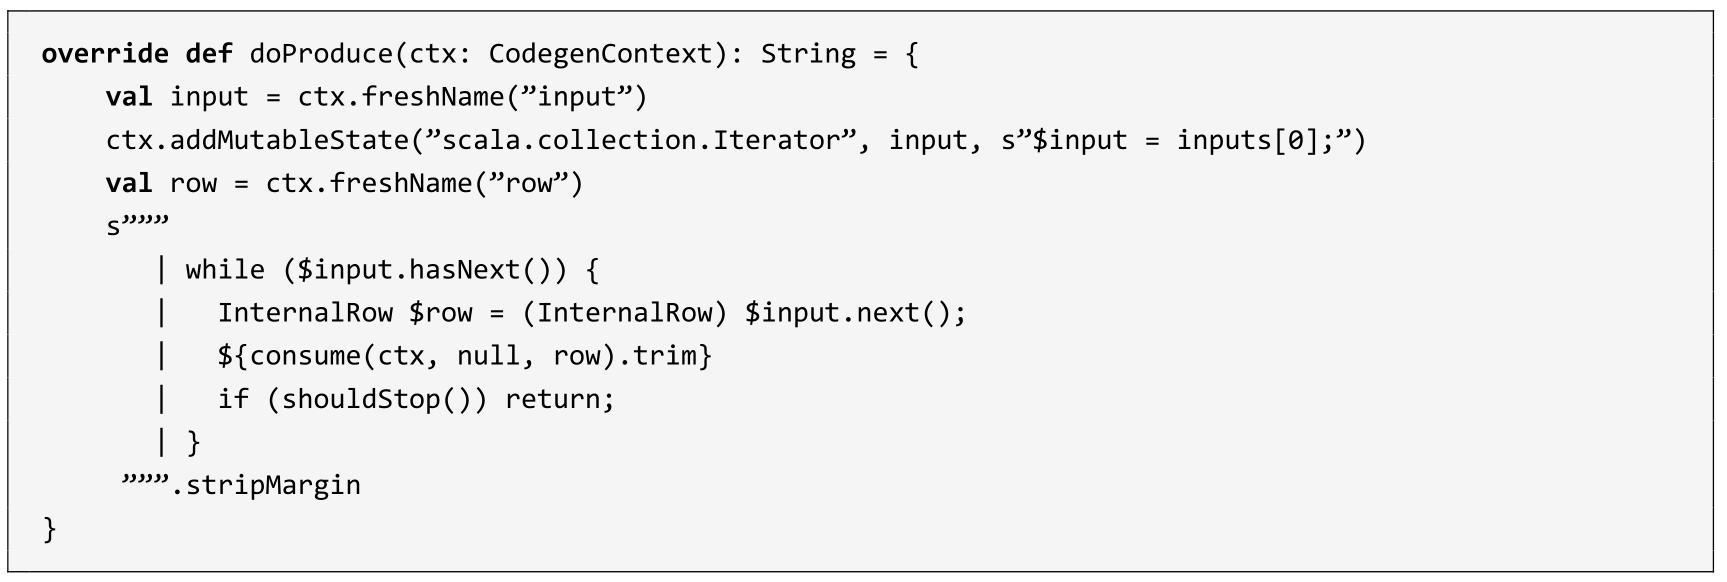 override def doProduce(ctx: CodegenContext): String = {
    val input = ctx.freshName(”input”)
    ctx.addMutableState(”scala.collection.Iterator”, input, s”$input = inputs[0];”)
    val row = ctx.freshName(”row”)
    s”””
       | while ($input.hasNext()) {
       |   InternalRow $row = (InternalRow) $input.next();
       |   ${consume(ctx, null, row).trim}
       |   if (shouldStop()) return;
       | }
     ”””.stripMargin
}